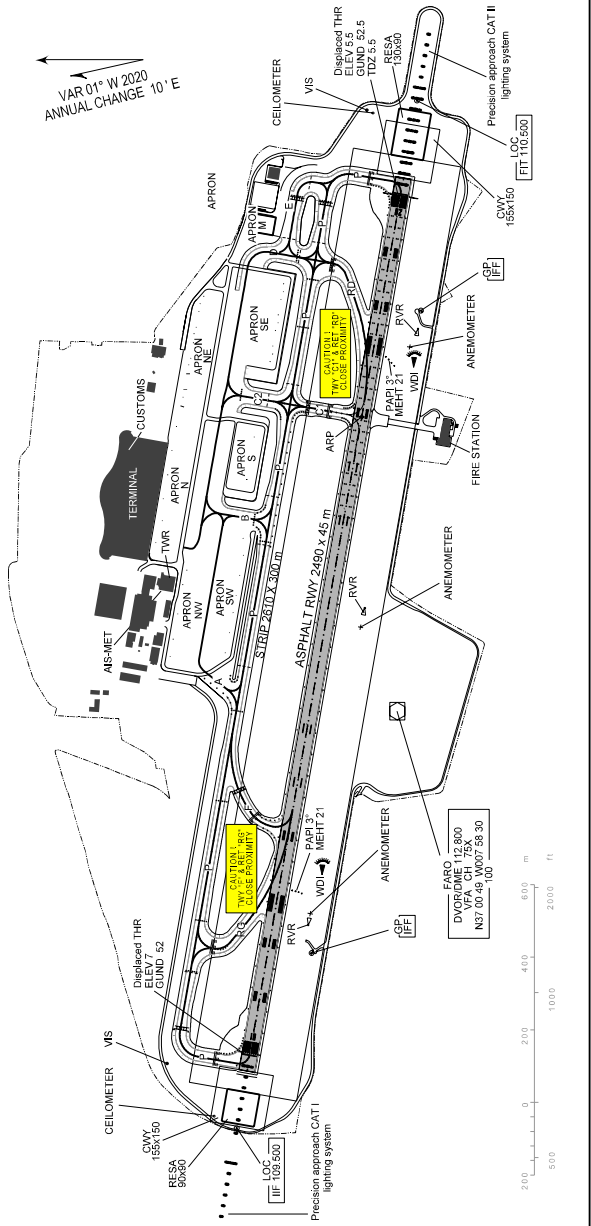 VAR 01° W 2020
ANNUAL CHANGE 10' E
VIS
CEILOMETER
Displaced THR
ELEV 5.5
GUND 52.5
TDZ 5.5
RESA
130x90
Precision approach CAT II
lighting system
LOC
FIT 110.500
CWY
155x150
APRON
APRON
M
E
P
P
D
P
RD
APRON
SE
APRON
NE
CAUTION !
TWY "C1" & RET "RD"
CLOSE PROXIMITY
GP
IFF
RVR
ANEMOMETER
WDI
PAPI 3°
MEHT 21
C2
C1
ARP
FIRE STATION
CUSTOMS
TERMINAL
APRON
N
APRON
S
P
B
TWR
AIS-MET
APRON
NW
APRON
SW
P
A
STRIP 2610 X 300 m
ASPHALT RWY 2490 x 45 m
RVR
ANEMOMETER
F
P
CAUTION !
TWY "F" & RET "RG"
CLOSE PROXIMITY
RG
PAPI 3°
MEHT 21
WDI
ANEMOMETER
RVR
GP
IFF
FARO
DVOR/DME 112.800
VFA CH 75X
N37 00 49 W007 58 30
100
Displaced THR
ELEV 7
GUND 52
P
VIS
CEILOMETER
CWY
155x150
RESA
90x90
LOC
IIF 109.500
Precision approach CAT I
lighting system
200 0 200 400 600 m
500 0 1000 2000 ft